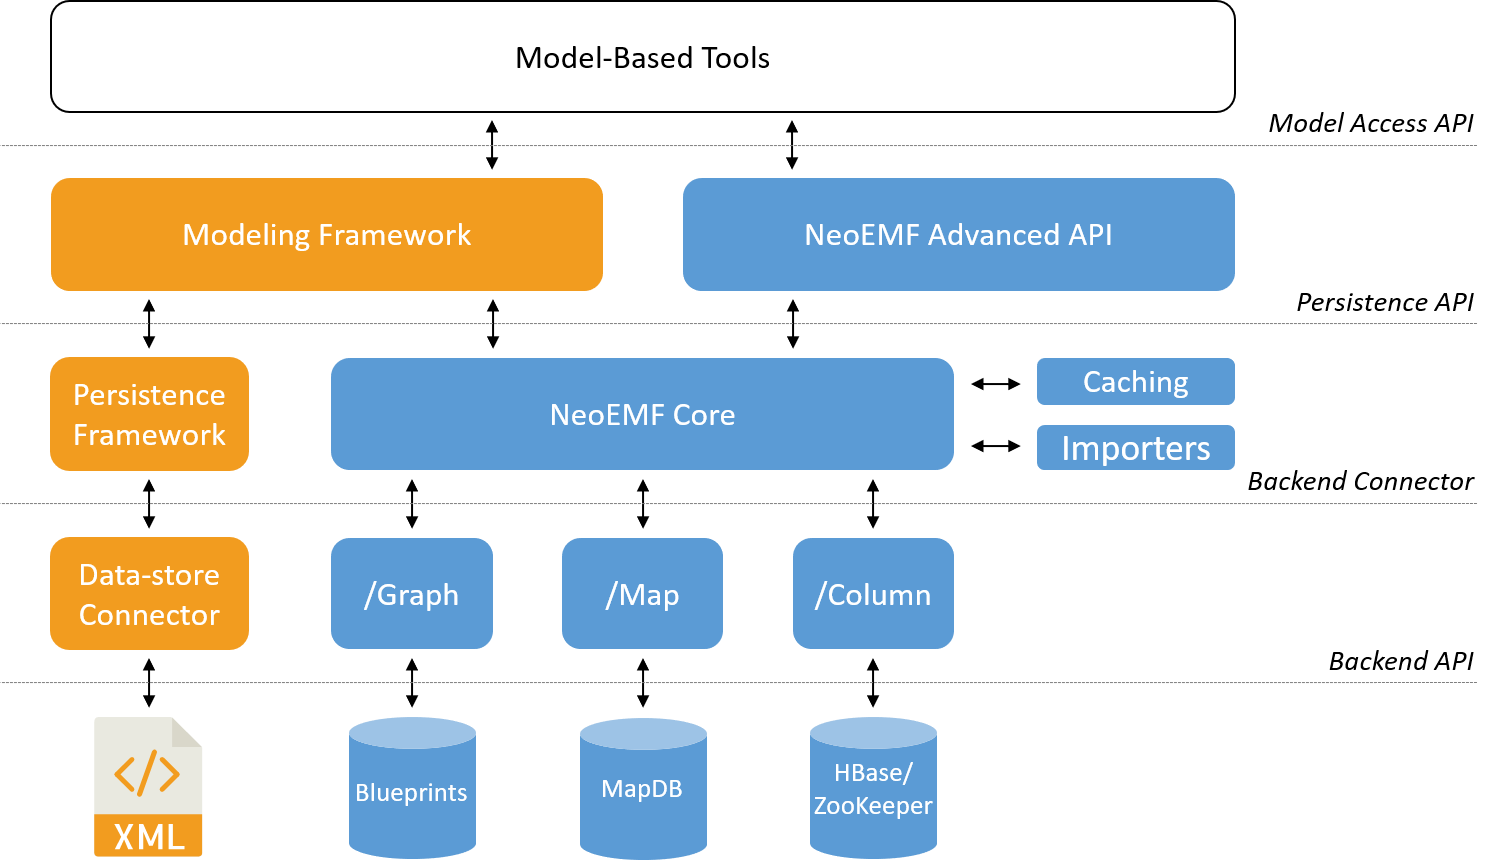 Model-Based Tools
Model Access API
Modeling Framework
NeoEMF Advanced API
Persistence API
Persistence
Framework
NeoEMF Core
Caching
Importers
Backend Connector
Data-store
Connector
/Graph
/Map
/Column
Backend API
</>
XML
Blueprints
MapDB
HBase/
ZooKeeper